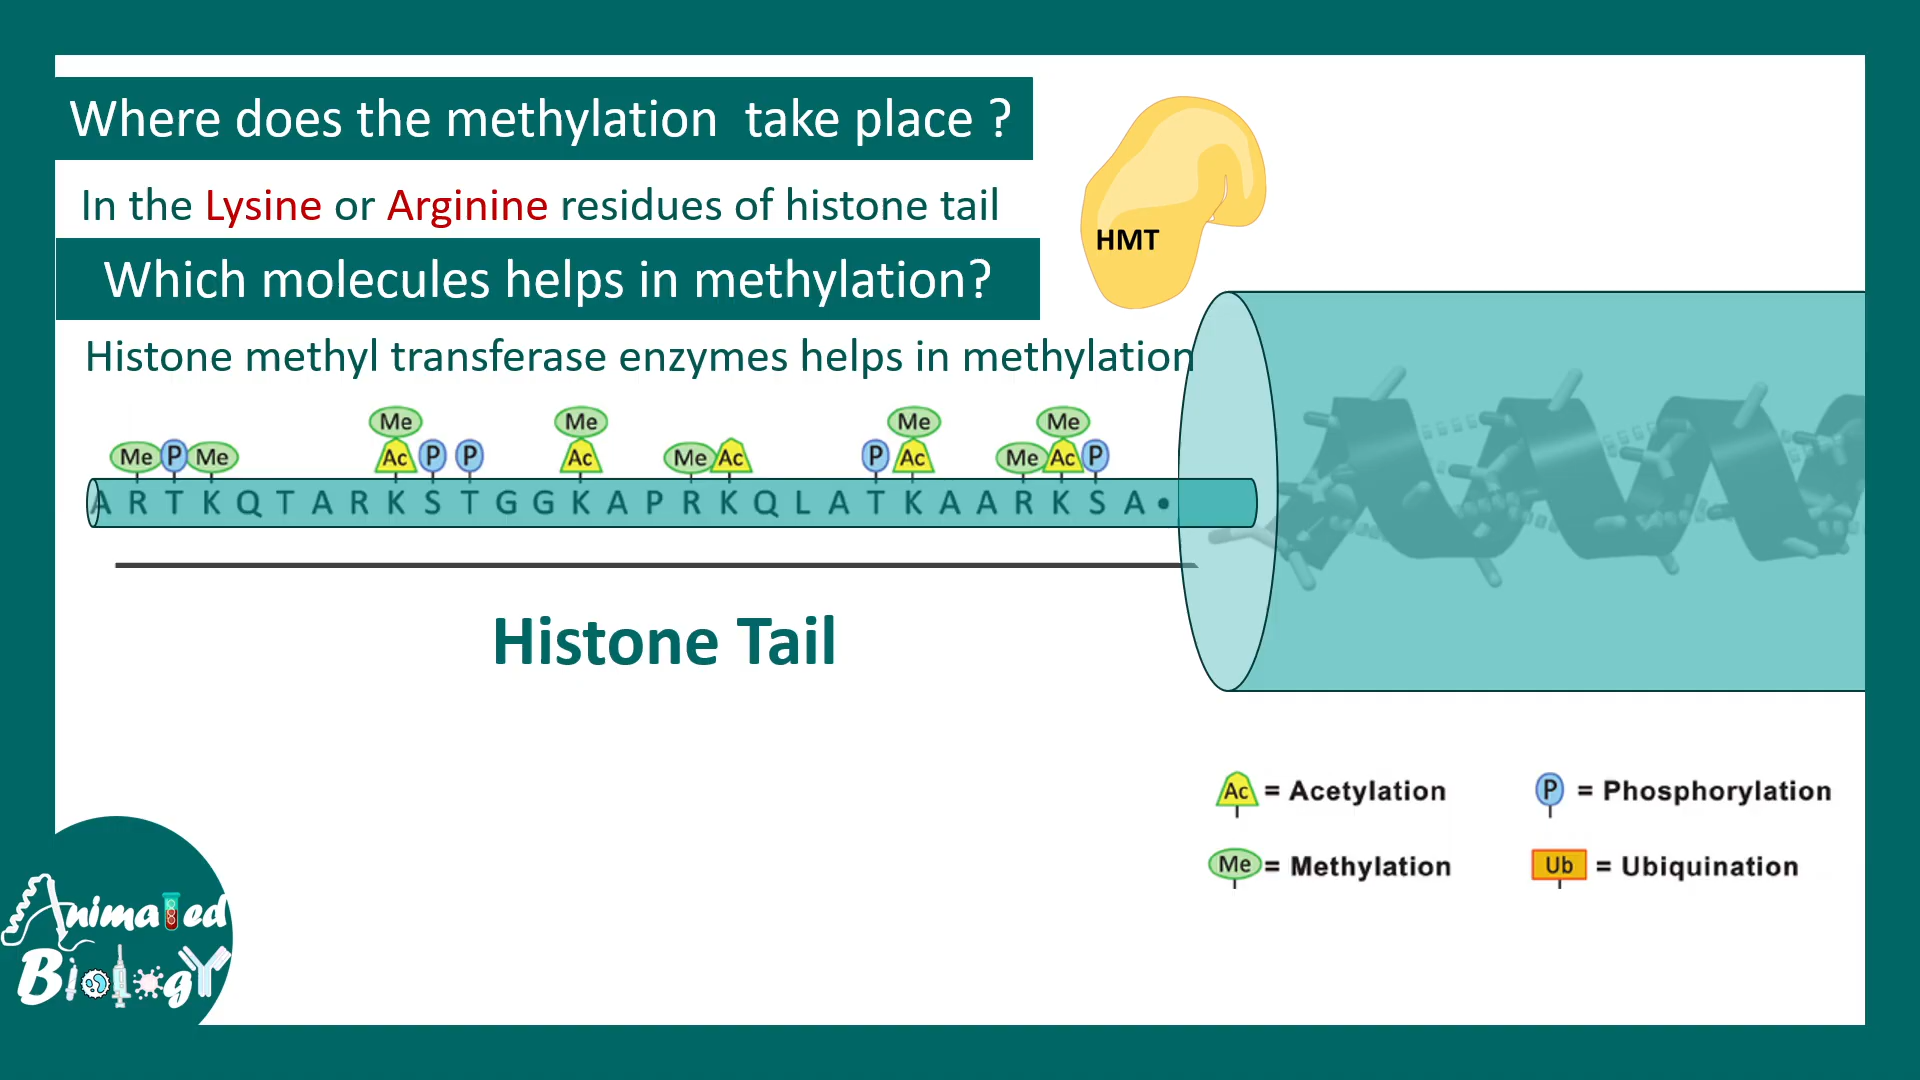 Where does the methylation take place ?
In the Lysine or Arginine residues of histone tail
HMT
Which molecules helps in methylation?
Histone methyl transferase enzymes helps in methylation
Me Me Me Me
Me P Me Ac P P Ac Me Ac P Ac Me Ac P
A R T K Q T A R K S T G G K A P R K Q L A T K A A R K S A •
Histone Tail
Ac = Acetylation P = Phosphorylation
Me = Methylation Ub = Ubiquination
Animated
Biology